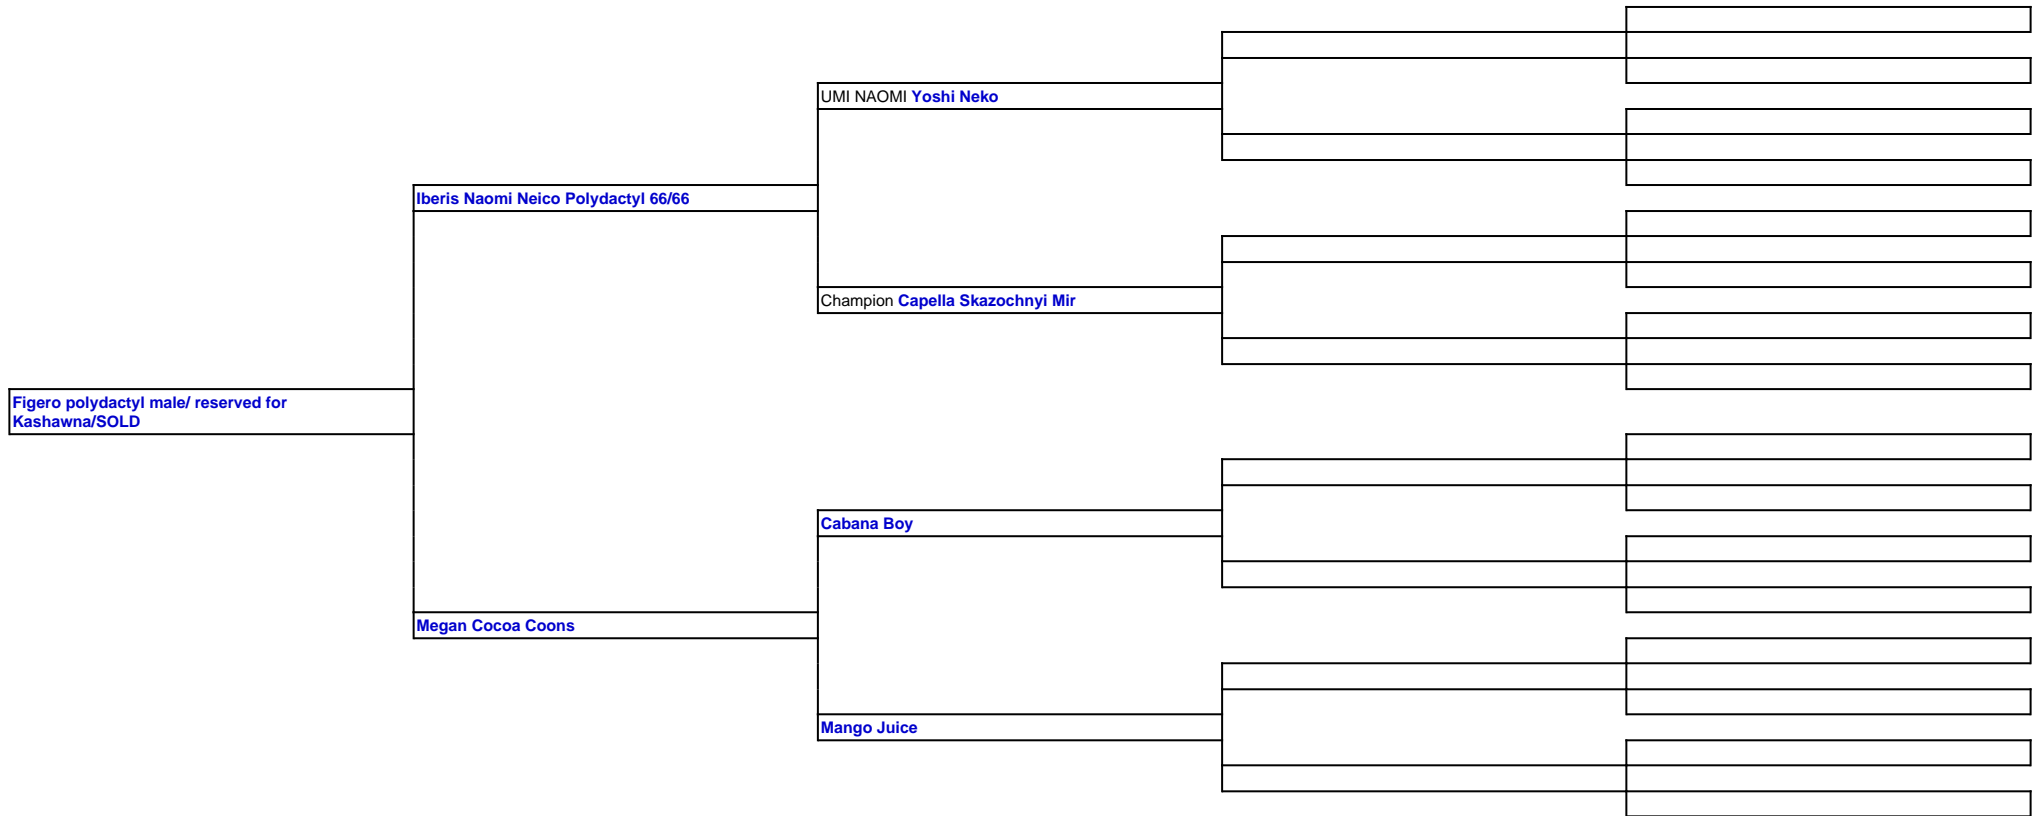 UMI NAOMI Yoshi Neko
Iberis Naomi Neico Polydactyl 66/66
Champion Capella Skazochnyi Mir
Figero polydactyl male/ reserved for
Kashawna/SOLD
Cabana Boy
Megan Cocoa Coons
Mango Juice